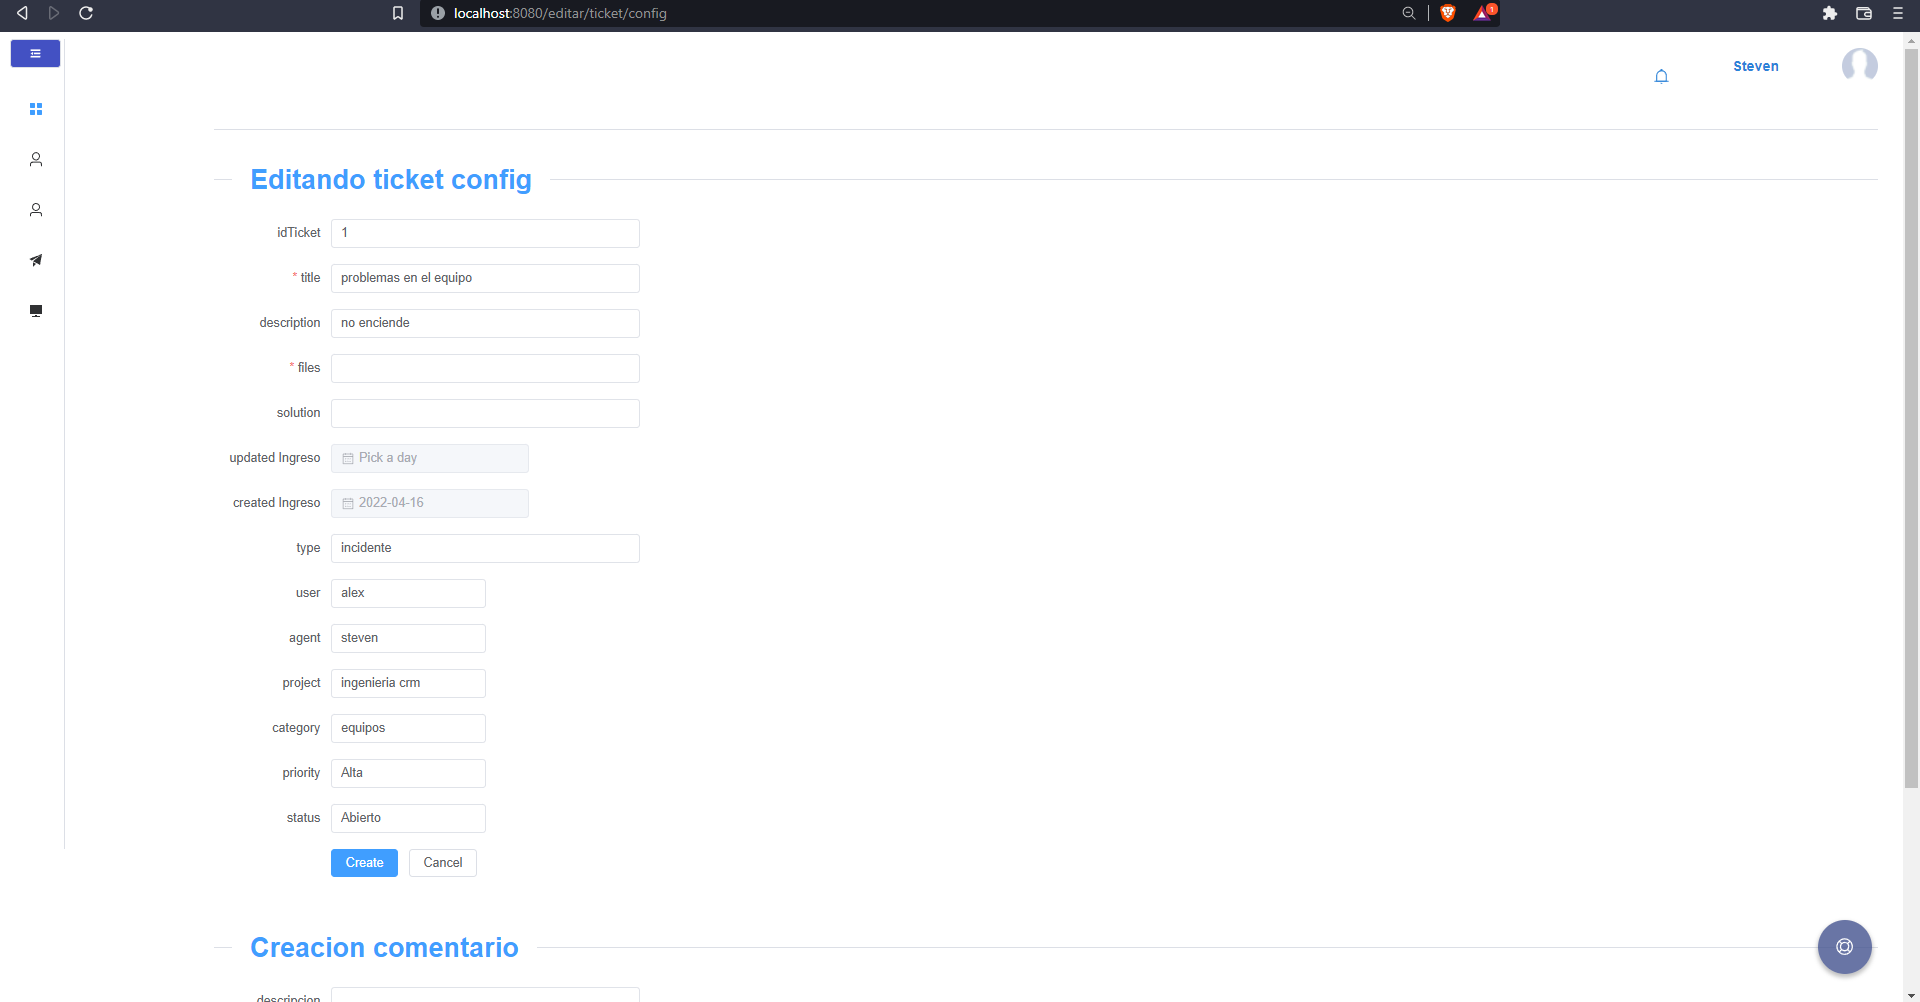 localhost:8080/editar/ticket/config
1
Steven
Editando ticket config
idTicket 1
* title problemas en el equipo
description no enciende
* files
solution
updated Ingreso Pick a day
created Ingreso 2022-04-16
type incidente
user alex
agent steven
project ingenieria crm
category equipos
priority Alta
status Abierto
Create Cancel
Creacion comentario
descripcion